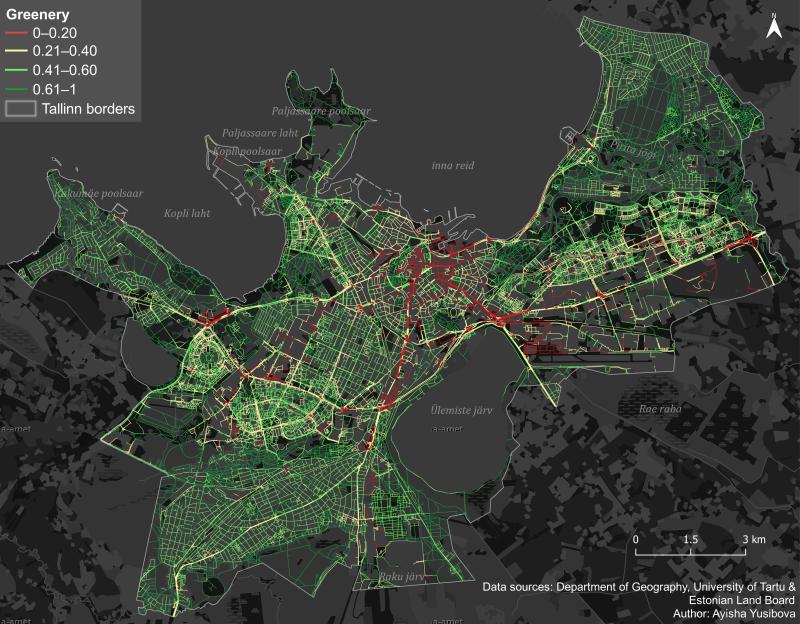 Greenery
0–0.20
0.21–0.40
0.41–0.60
0.61–1
Tallinn borders
N
Paljassaare poolsaar
Paljassaare laht
Kopli poolsaar
inna reid
Pirita jõgi
Kakumäe poolsaar
Kopli laht
Ülemiste järv
Rae raba
a-amet
a-amet
Raku järv
0 1.5 3 km
Data sources: Department of Geography, University of Tartu &
Estonian Land Board
Author: Ayisha Yusibova
a-amet
a-amet